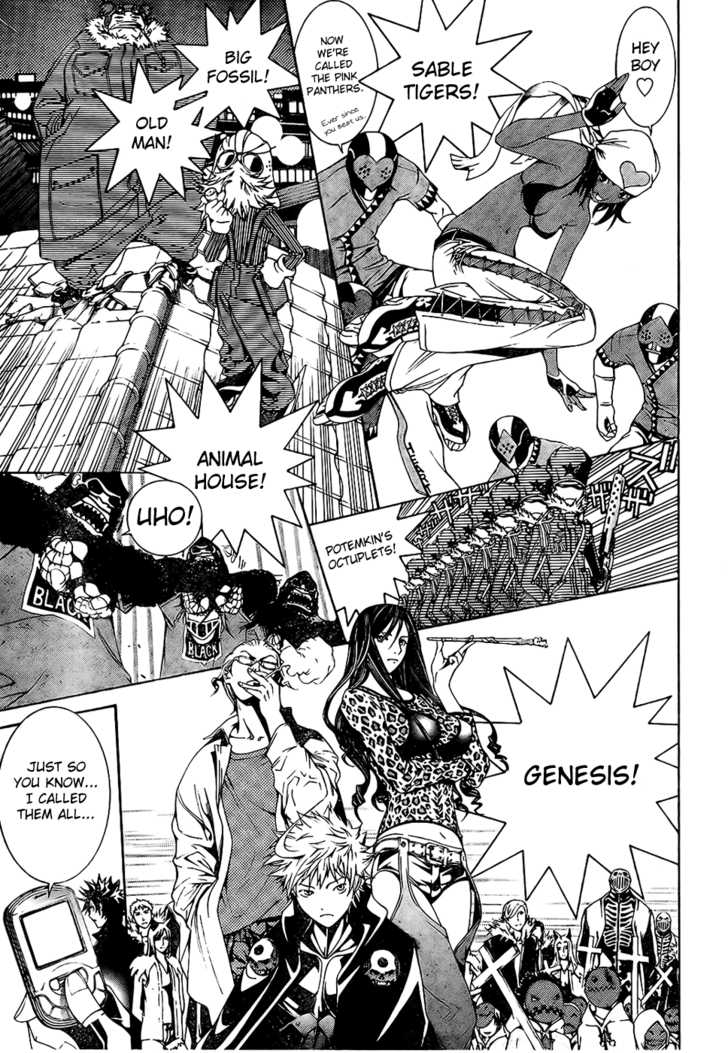 HEY
BOY
♡
SABLE
TIGERS!
NOW
WE'RE
CALLED
THE PINK
PANTHERS.
Ever since
you beat us.
BIG
FOSSIL!
OLD
MAN!
ANIMAL
HOUSE!
UHO!
BLACK
BLACK
POTEMKIN'S
OCTUPLETS!
GENESIS!
JUST SO
YOU KNOW...
I CALLED
THEM ALL...